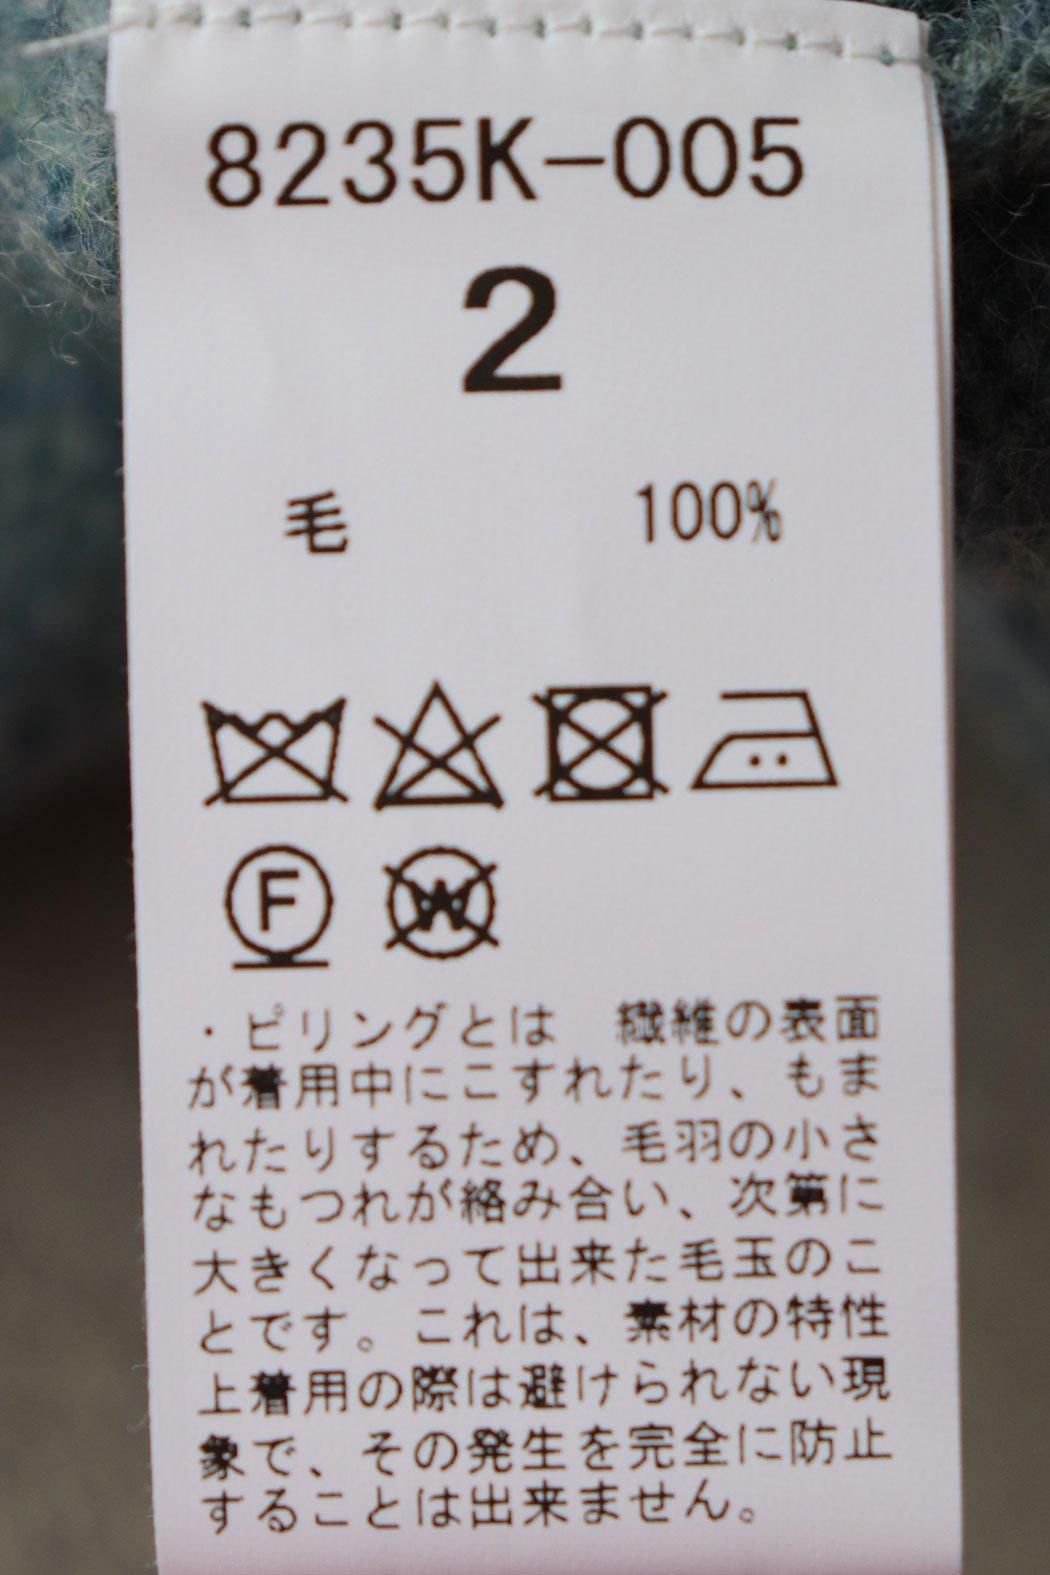 8235K-005
2
毛 100%
F
W
・ピリングとは 繊維の表面
が着用中にこすれたり、もま
れたりするため、毛羽の小さ
なもつれが絡み合い、次第に
大きくなって出来た毛玉のこ
とです。これは、素材の特性
上着用の際は避けられない現
象で、その発生を完全に防止
することは出来ません。